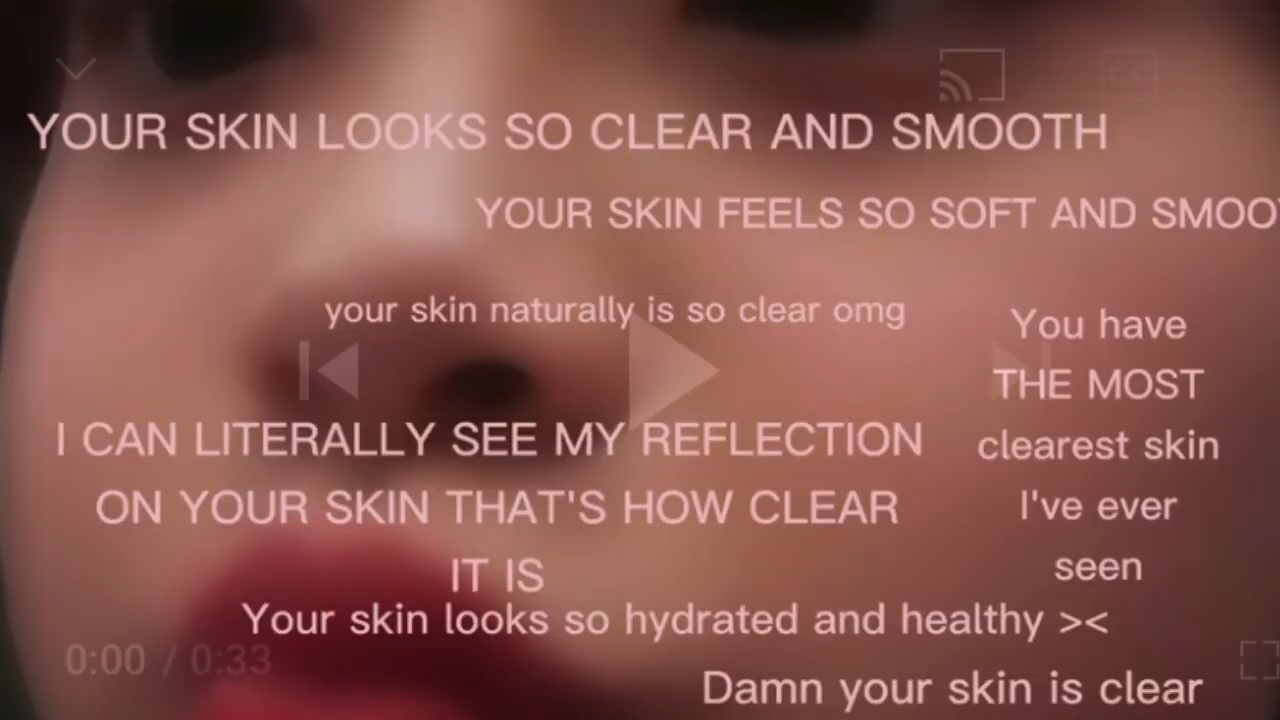 YOUR SKIN LOOKS SO CLEAR AND SMOOTH
YOUR SKIN FEELS SO SOFT AND SMOO
your skin naturally is so clear omg
You have
THE MOST
clearest skin
I've ever
seen
I CAN LITERALLY SEE MY REFLECTION
ON YOUR SKIN THAT'S HOW CLEAR
IT IS
Your skin looks so hydrated and healthy ><
0:00 / 0:33
Damn your skin is clear